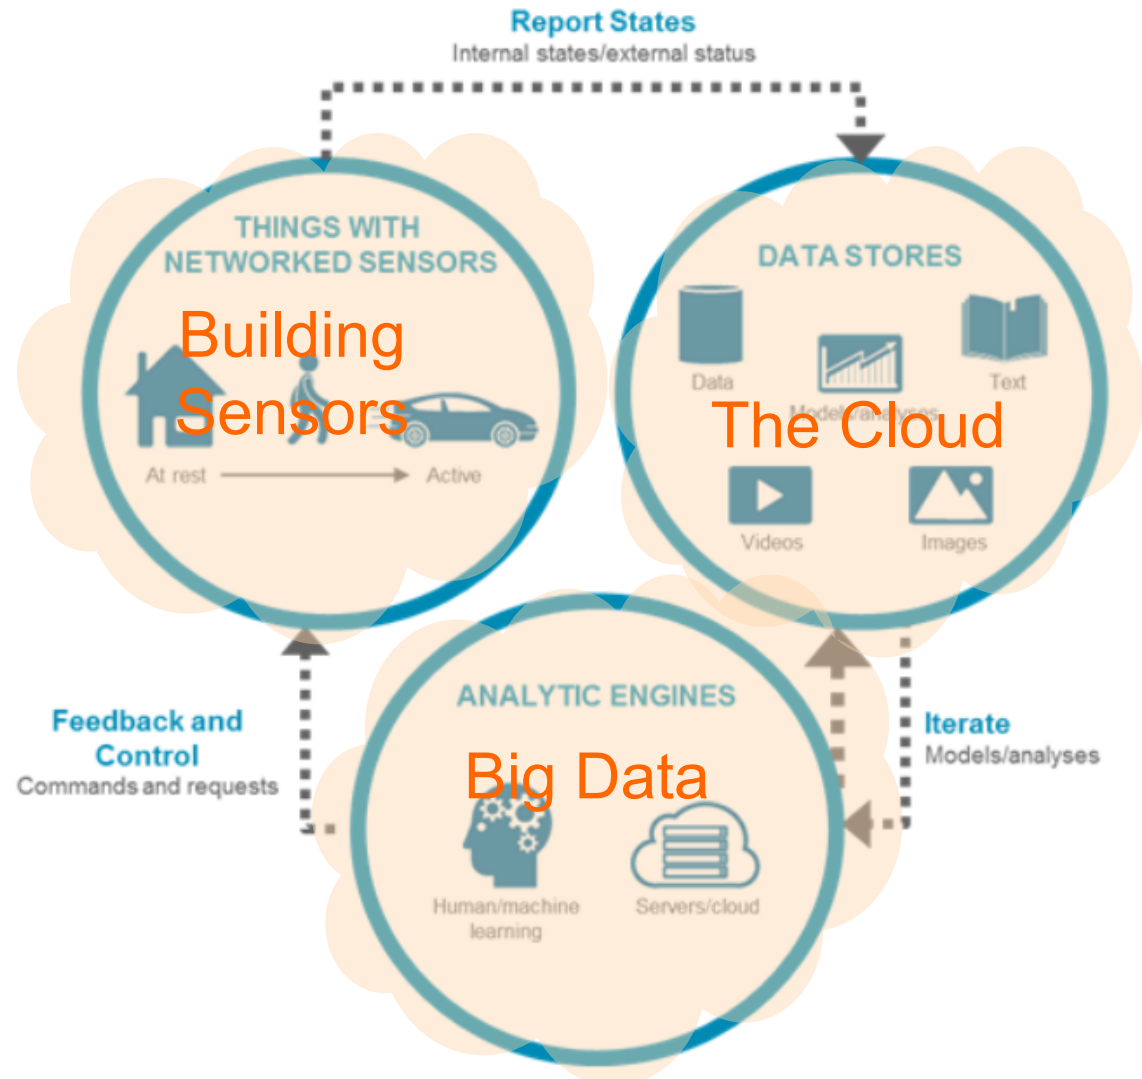 Report States
Internal states/external status
THINGS WITH
NETWORKED SENSORS
Building
Sensors
At rest
Active
DATA STORES
Data
Models/analyses
Text
The Cloud
Videos
Images
Feedback and
Control
Commands and requests
ANALYTIC ENGINES
Big Data
Human/machine
learning
Servers/cloud
Iterate
Models/analyses